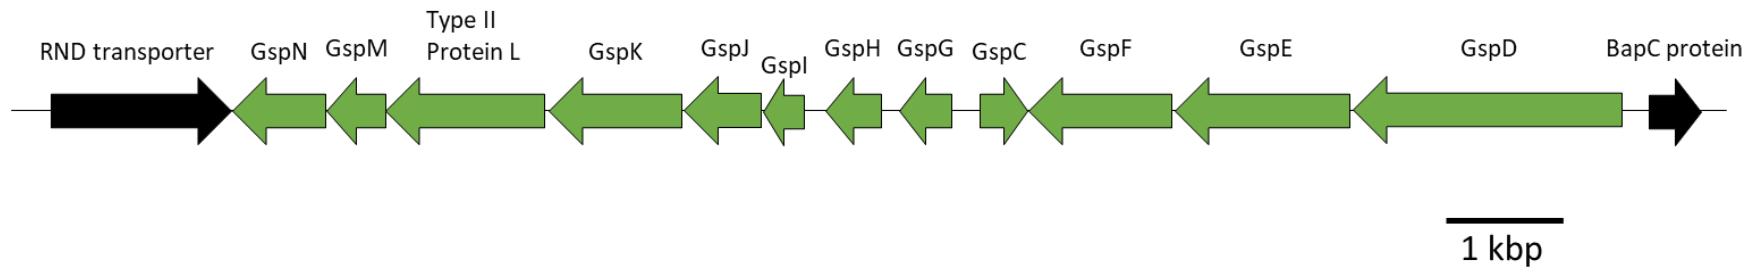 RND transporter
GspN
GspM
Type II
Protein L
GspK
GspJ
GspI
GspH
GspG
GspC
GspF
GspE
GspD
BapC protein
1 kbp